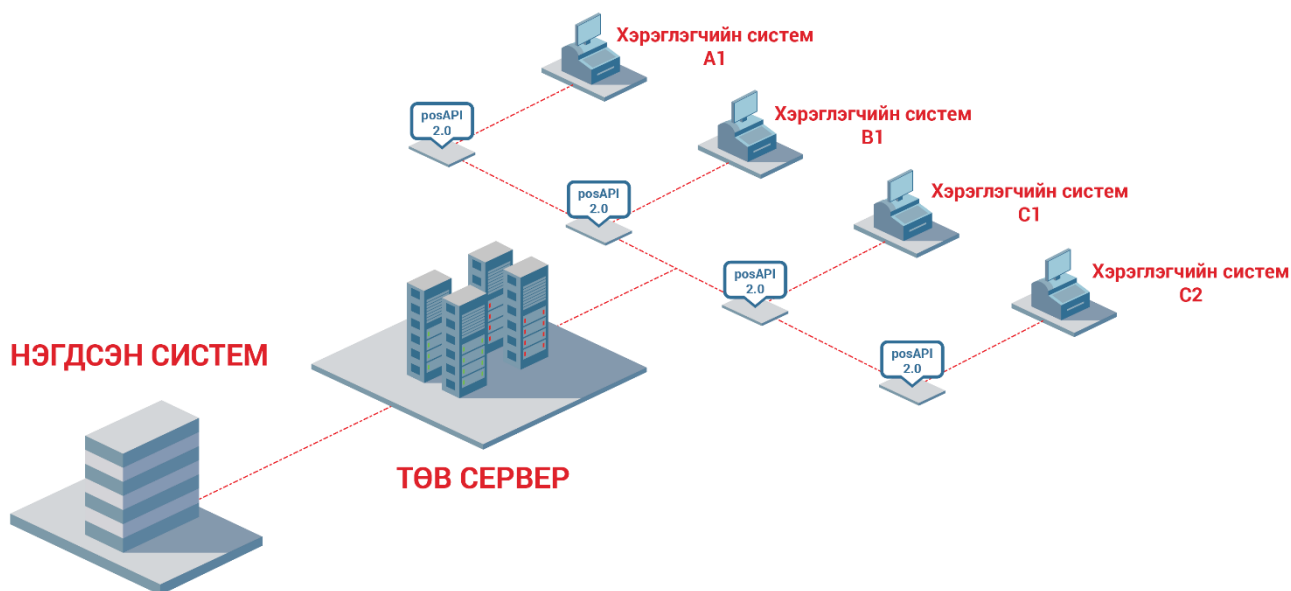 Хэрэглэгчийн систем
A1
posAPI
2.0
Хэрэглэгчийн систем
B1
posAPI
2.0
Хэрэглэгчийн систем
C1
posAPI
2.0
Хэрэглэгчийн систем
C2
posAPI
2.0
НЭГДСЭН СИСТЕМ
ТӨВ СЕРВЕР